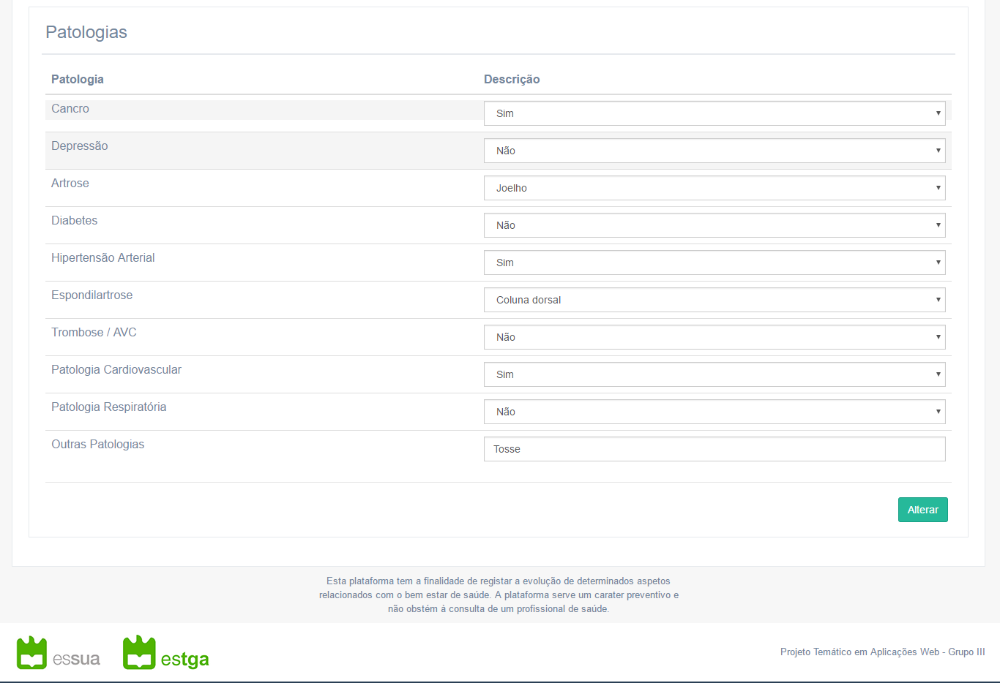 Patologias
Patologia Descrição
Cancro Sim
Depressão Não
Artrose Joelho
Diabetes Não
Hipertensão Arterial Sim
Espondilartrose Coluna dorsal
Trombose / AVC Não
Patologia Cardiovascular Sim
Patologia Respiratória Não
Outras Patologias Tosse
Alterar
Esta plataforma tem a finalidade de registar a evolução de determinados aspetos
relacionados com o bem estar de saúde. A plataforma serve um carater preventivo e
não obstém à consulta de um profissional de saúde.
essua estga Projeto Temático em Aplicações Web - Grupo III